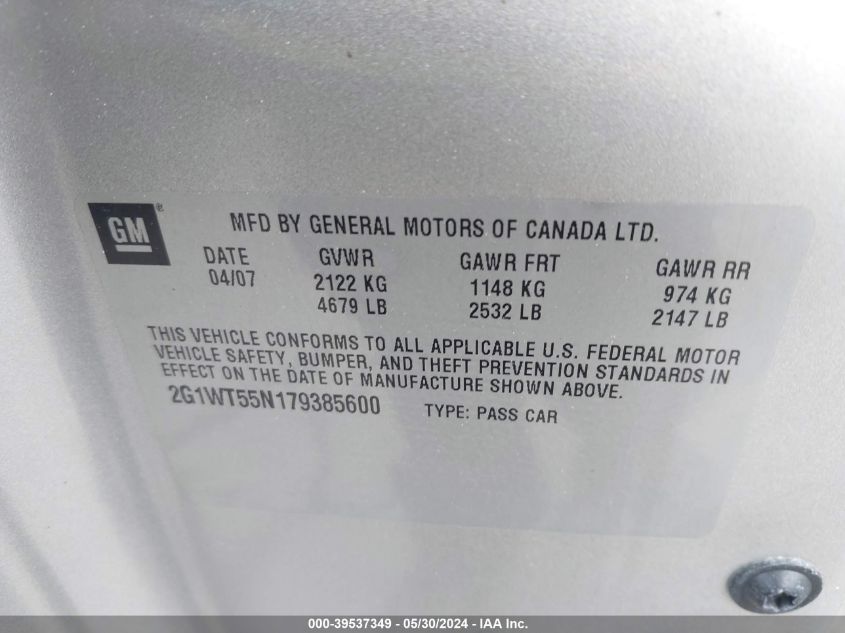 GM®
MFD BY GENERAL MOTORS OF CANADA LTD.
DATE GVWR GAWR FRT GAWR RR
04/07 2122 KG 1148 KG 974 KG
4679 LB 2532 LB 2147 LB
THIS VEHICLE CONFORMS TO ALL APPLICABLE U.S. FEDERAL MOTOR
VEHICLE SAFETY, BUMPER, AND THEFT PREVENTION STANDARDS IN
EFFECT ON THE DATE OF MANUFACTURE SHOWN ABOVE.
2G1WT55N179385600 TYPE: PASS CAR
000-39537349 | 05/30/2024 - IAA Inc.